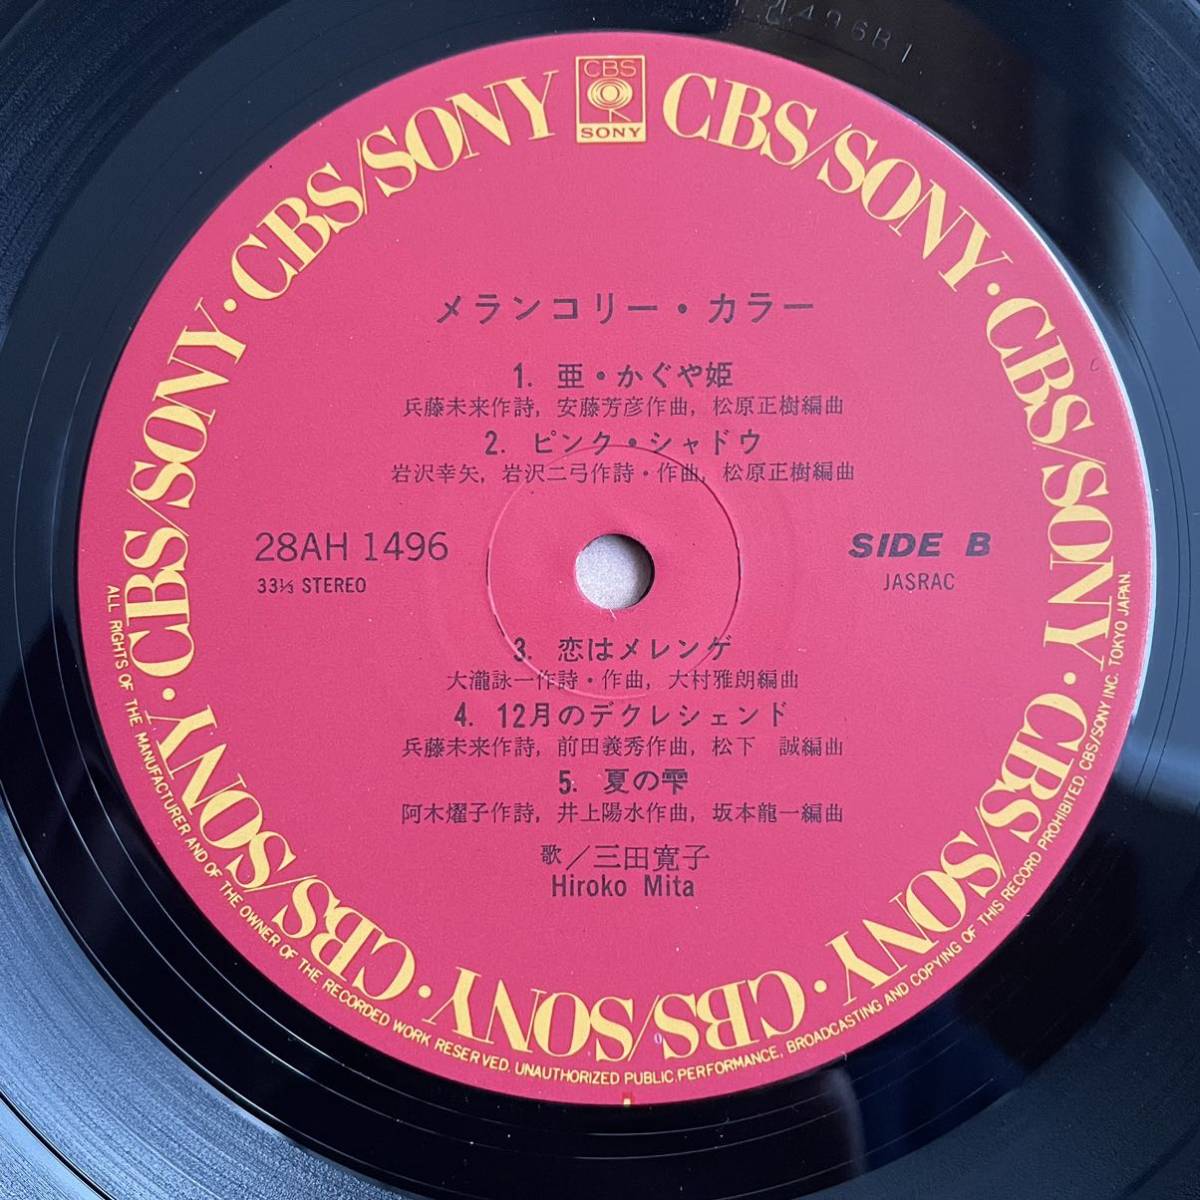 4496B1
CBS
SONY
CBS/SONY · CBS/SONY · CBS/SONY · CBS/SONY · CBS/SONY · CBS/SONY · CBS/SONY · CBS/SONY
メランコリー・カラー
1. 亜・かぐや姫
兵藤未来作詩, 安藤芳彦作曲, 松原正樹編曲
2. ピンク・シャドウ
岩沢幸矢, 岩沢二弓作詩・作曲, 松原正樹編曲
28AH 1496
33⅓ STEREO
SIDE B
JASRAC
3. 恋はメレンゲ
大瀧詠一作詩・作曲, 大村雅朗編曲
4. 12月のデクレシェンド
兵藤未来作詩, 前田義秀作曲, 松下 誠編曲
5. 夏の雫
阿木燿子作詩, 井上陽水作曲, 坂本龍一編曲
歌／三田寛子
Hiroko Mita
ALL RIGHTS OF THE MANUFACTURER AND OF THE OWNER OF THE RECORDED WORK RESERVED. UNAUTHORIZED PUBLIC PERFORMANCE, BROADCASTING AND COPYING OF THIS RECORD PROHIBITED. CBS/SONY INC. TOKYO JAPAN.